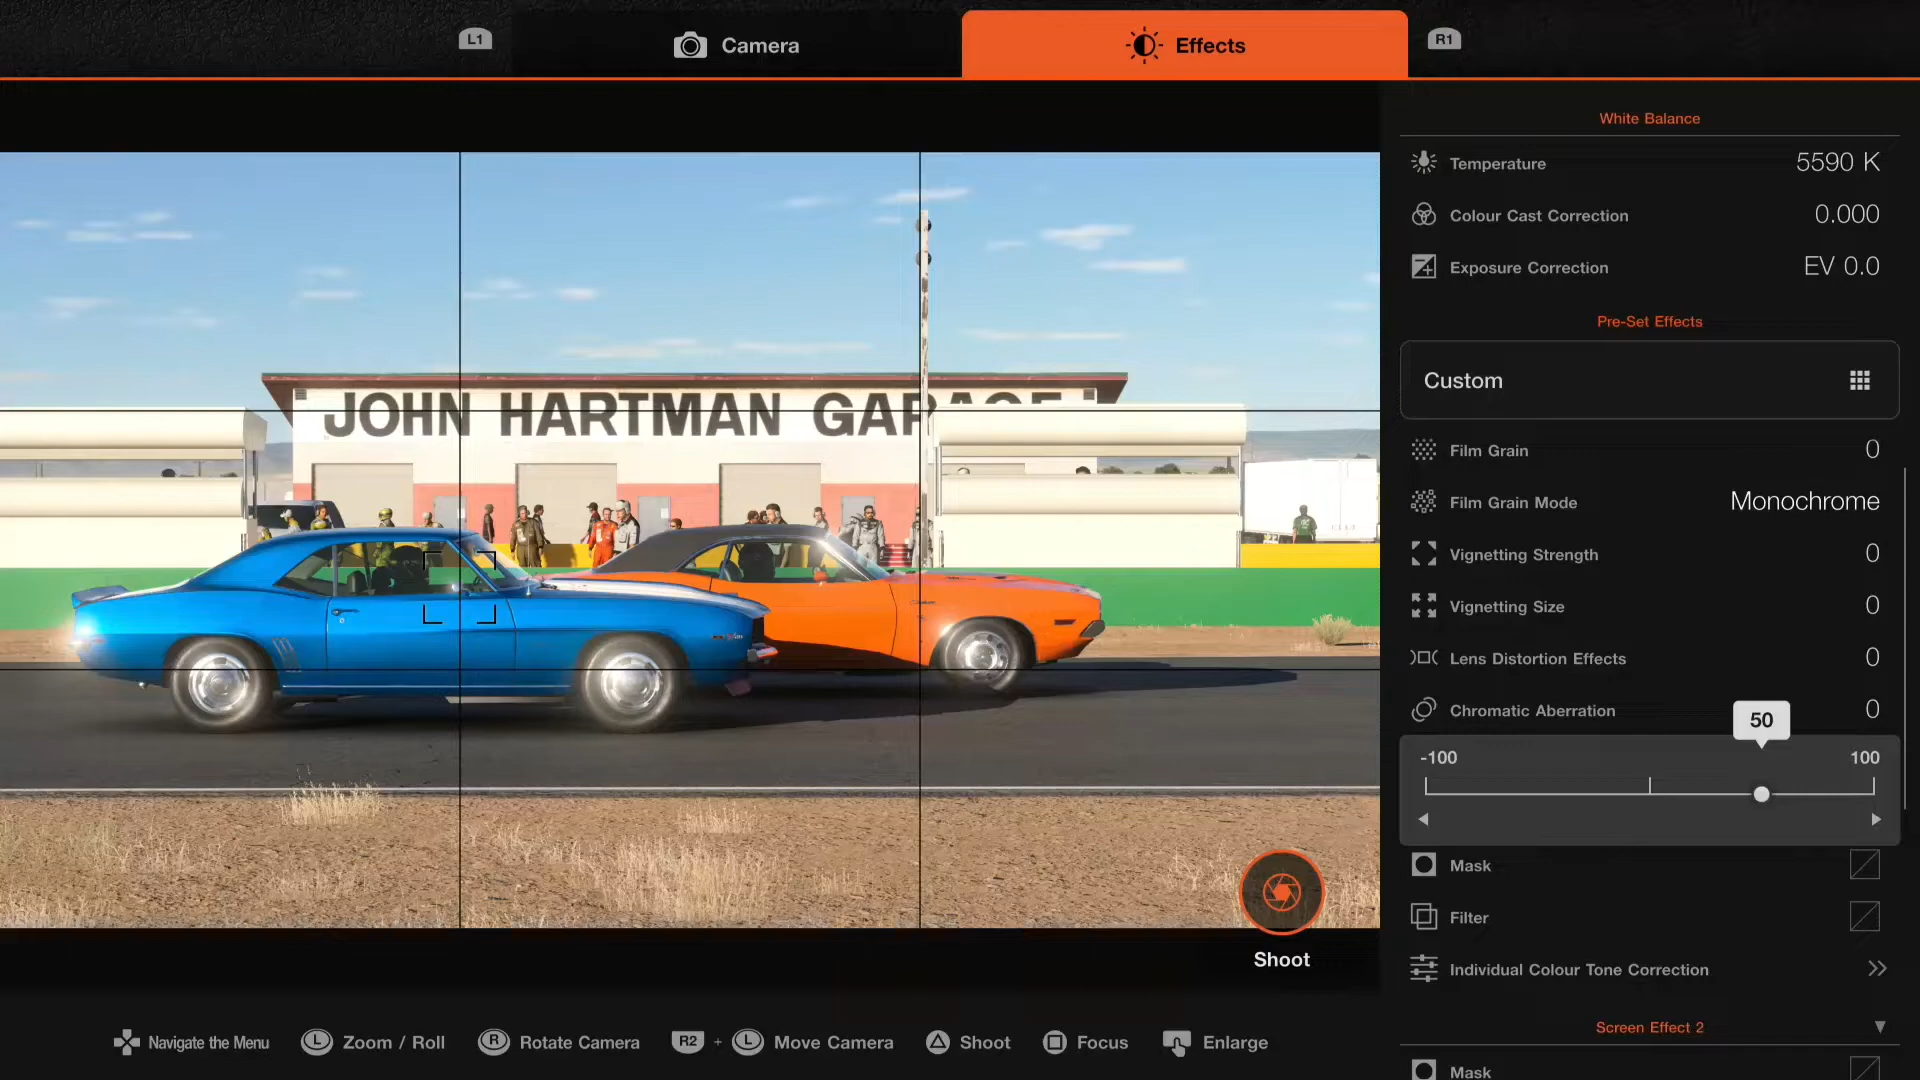 L1
Camera
Effects
R1
White Balance
Temperature 5590 K
Colour Cast Correction 0.000
Exposure Correction EV 0.0
Pre-Set Effects
Custom
Film Grain 0
Film Grain Mode Monochrome
Vignetting Strength 0
Vignetting Size 0
Lens Distortion Effects 0
Chromatic Aberration 0
50
-100 100
Mask
Filter
Individual Colour Tone Correction
Screen Effect 2
Mask
JOHN HARTMAN GARAGE
Shoot
Navigate the Menu
L Zoom / Roll
R Rotate Camera
R2 + L Move Camera
Shoot
Focus
Enlarge